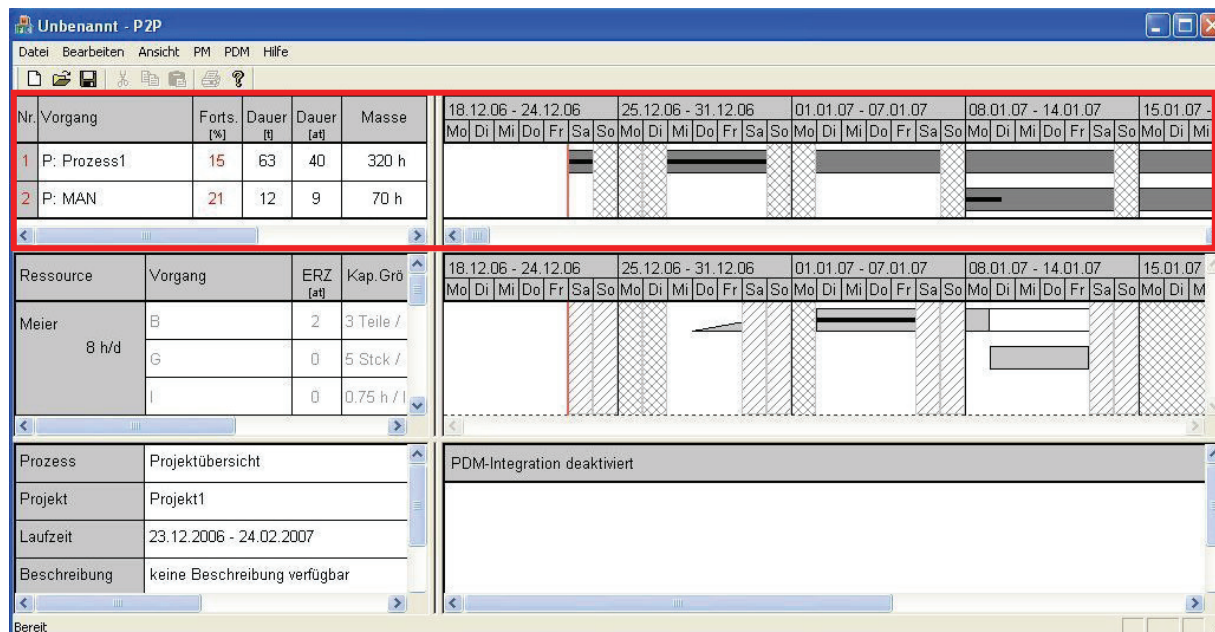 Unbenannt - P2P
Datei Bearbeiten Ansicht PM PDM Hilfe
Nr. Vorgang Forts. [%] Dauer [t] Dauer [at] Masse
18.12.06 - 24.12.06 25.12.06 - 31.12.06 01.01.07 - 07.01.07 08.01.07 - 14.01.07 15.01.07 -
Mo Di Mi Do Fr Sa So Mo Di Mi Do Fr Sa So Mo Di Mi Do Fr Sa So Mo Di Mi Do Fr Sa So Mo Di Mi
1 P: Prozess1 15 63 40 320 h
2 P: MAN 21 12 9 70 h
Ressource Vorgang ERZ [at] Kap.Grö
18.12.06 - 24.12.06 25.12.06 - 31.12.06 01.01.07 - 07.01.07 08.01.07 - 14.01.07 15.01.07
Mo Di Mi Do Fr Sa So Mo Di Mi Do Fr Sa So Mo Di Mi Do Fr Sa So Mo Di Mi Do Fr Sa So Mo Di M
Meier B 2 3 Teile /
8 h/d G 0 5 Stck /
I 0 0.75 h / I
Prozess Projektübersicht
Projekt Projekt1
Laufzeit 23.12.2006 - 24.02.2007
Beschreibung keine Beschreibung verfügbar
PDM-Integration deaktiviert
Bereit